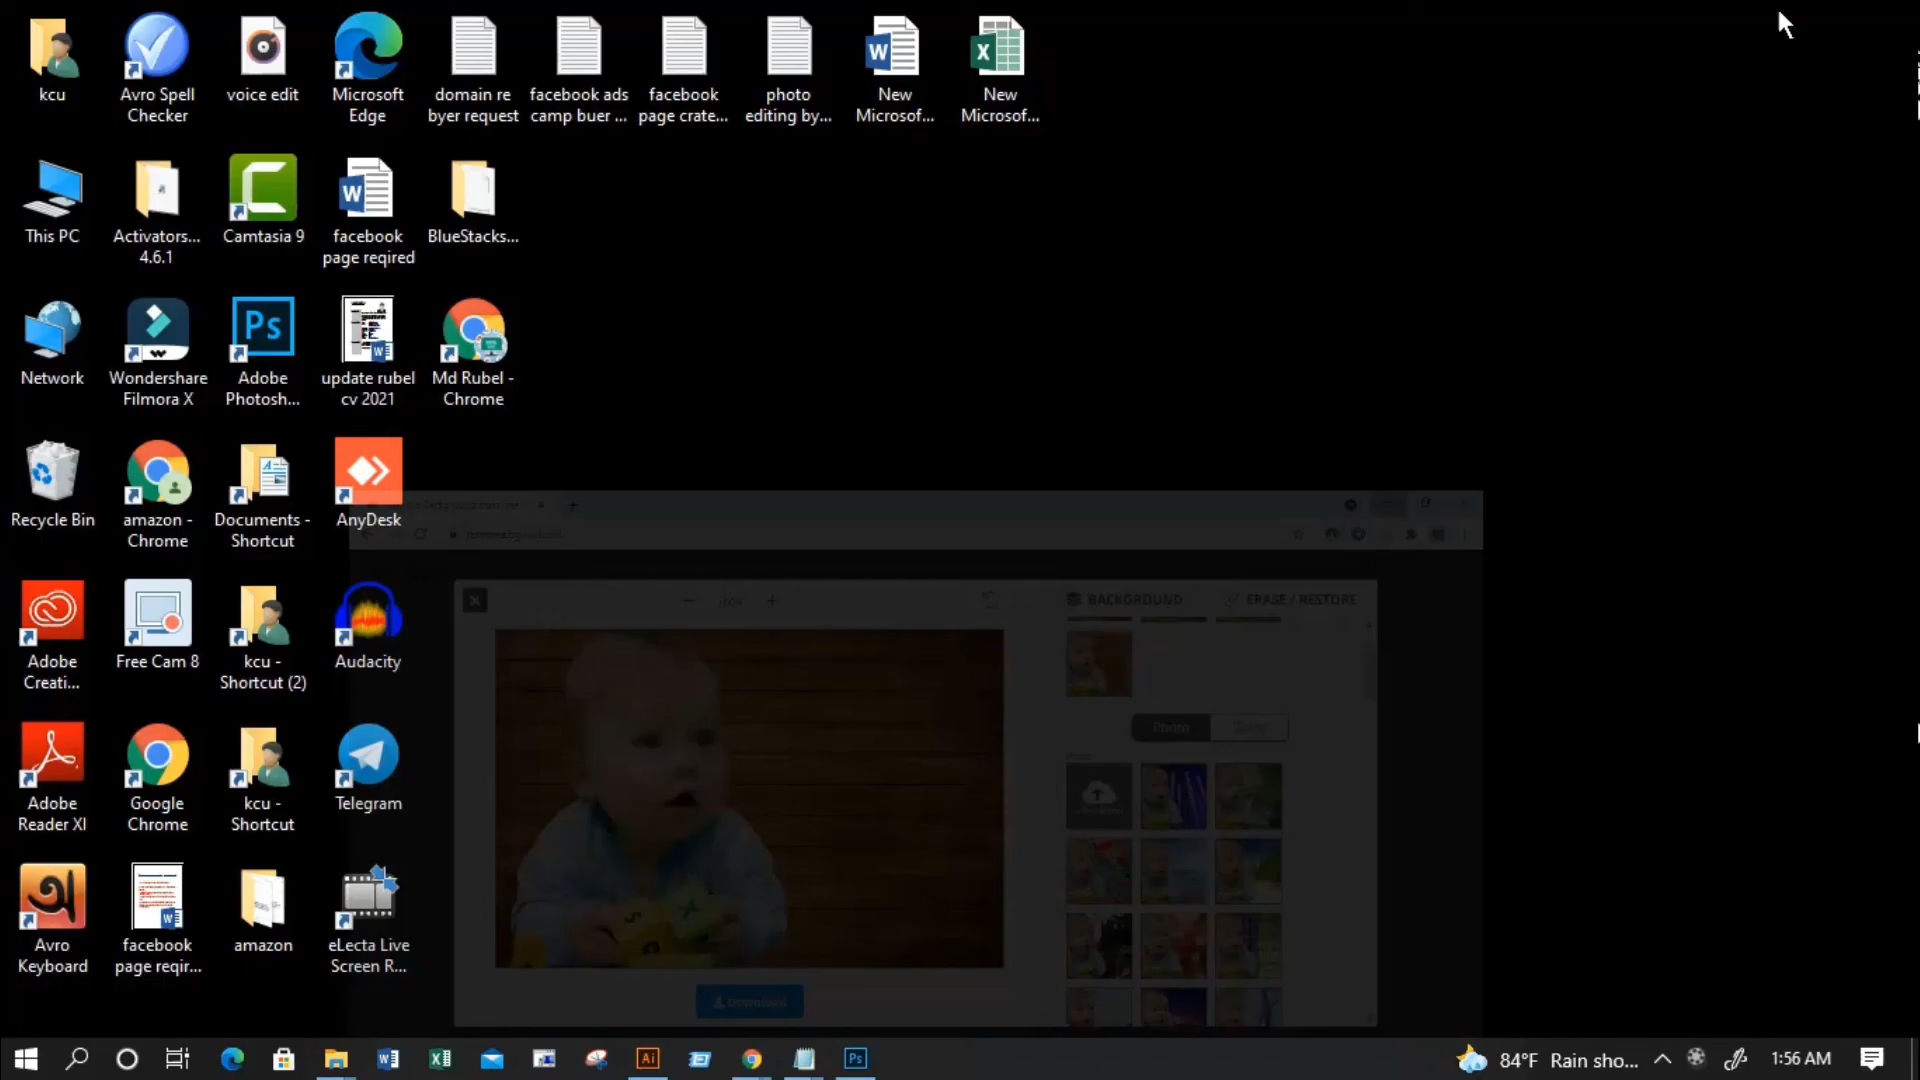 kcu
Avro Spell
Checker
voice edit
Microsoft
Edge
domain re
byer request
facebook ads
camp buer ...
facebook
page crate...
photo
editing by...
New
Microsof...
New
Microsof...
This PC
Activators...
4.6.1
Camtasia 9
facebook
page reqired
BlueStacks...
Network
Wondershare
Filmora X
Adobe
Photosh...
update rubel
cv 2021
Md Rubel -
Chrome
Recycle Bin
amazon -
Chrome
Documents -
Shortcut
AnyDesk
Adobe
Creati...
Free Cam 8
kcu -
Shortcut (2)
Audacity
BACKGROUND
ERASE / RESTORE
Photo
Adobe
Reader XI
Google
Chrome
kcu -
Shortcut
Telegram
Avro
Keyboard
facebook
page reqir...
amazon
eLecta Live
Screen R...
Download
84°F Rain sho...
1:56 AM